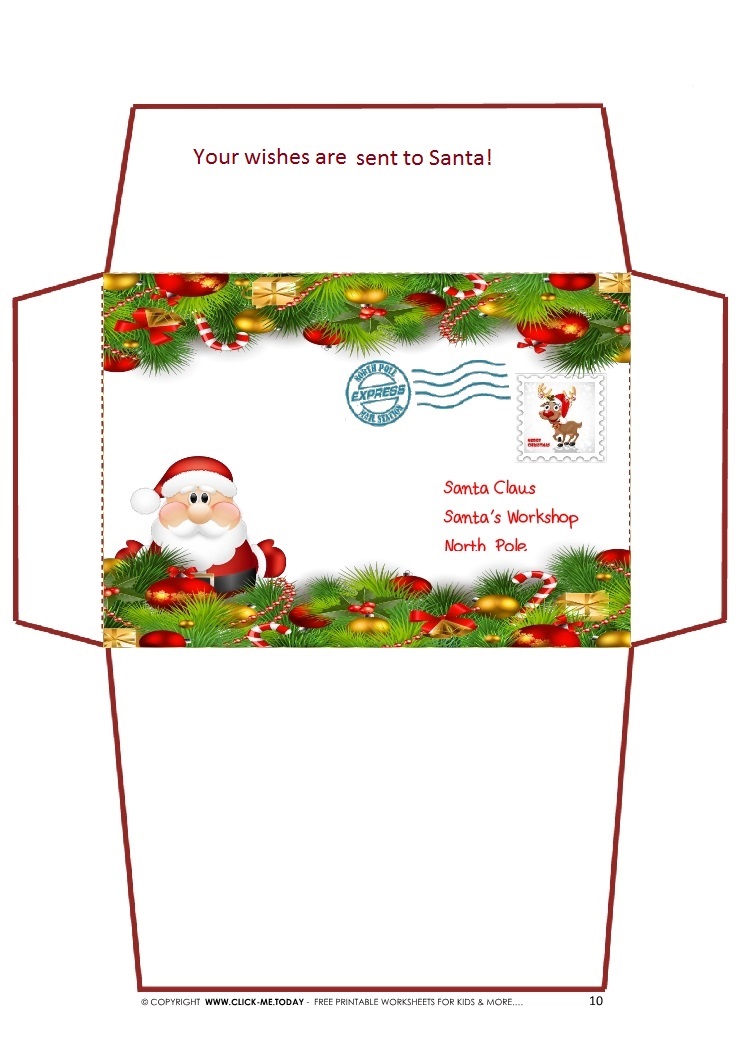 Your wishes are sent to Santa!
NORTH POLE
EXPRESS
MAIL STATION
MERRY
CHRISTMAS
Santa Claus
Santa's Workshop
North Pole.
© COPYRIGHT WWW.CLICK-ME.TODAY - FREE PRINTABLE WORKSHEETS FOR KIDS & MORE.... 10